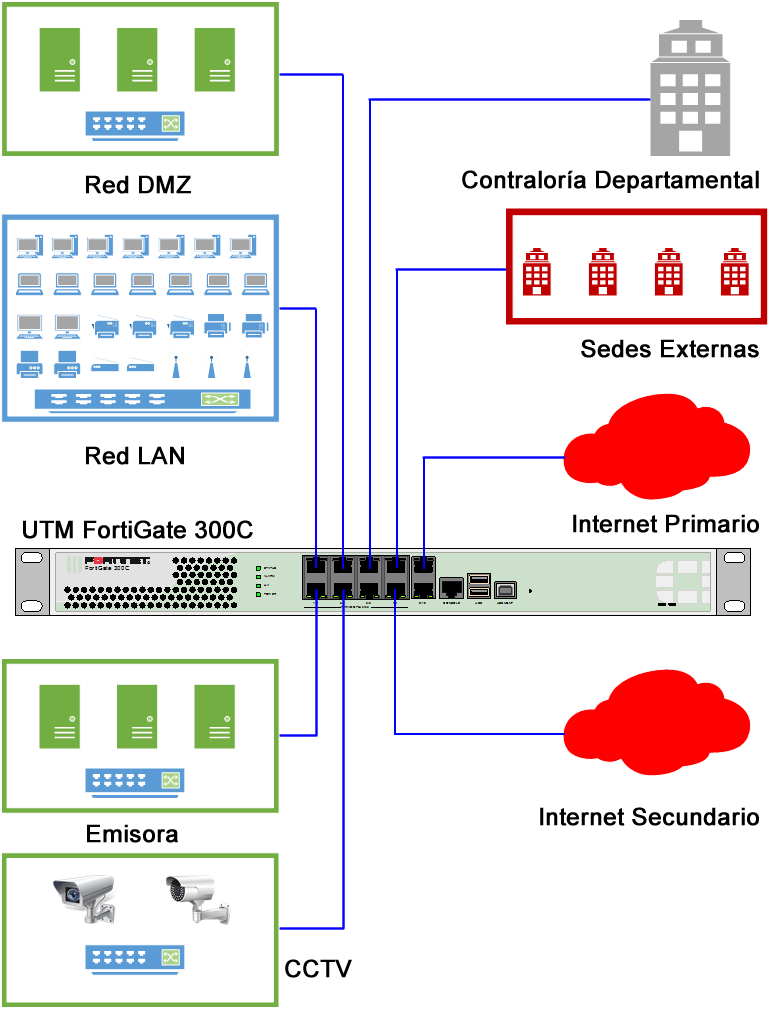 Red DMZ
Contraloría Departamental
Sedes Externas
Red LAN
Internet Primario
UTM FortiGate 300C
FORTINET
FortiGate 300C
Internet Secundario
Emisora
CCTV